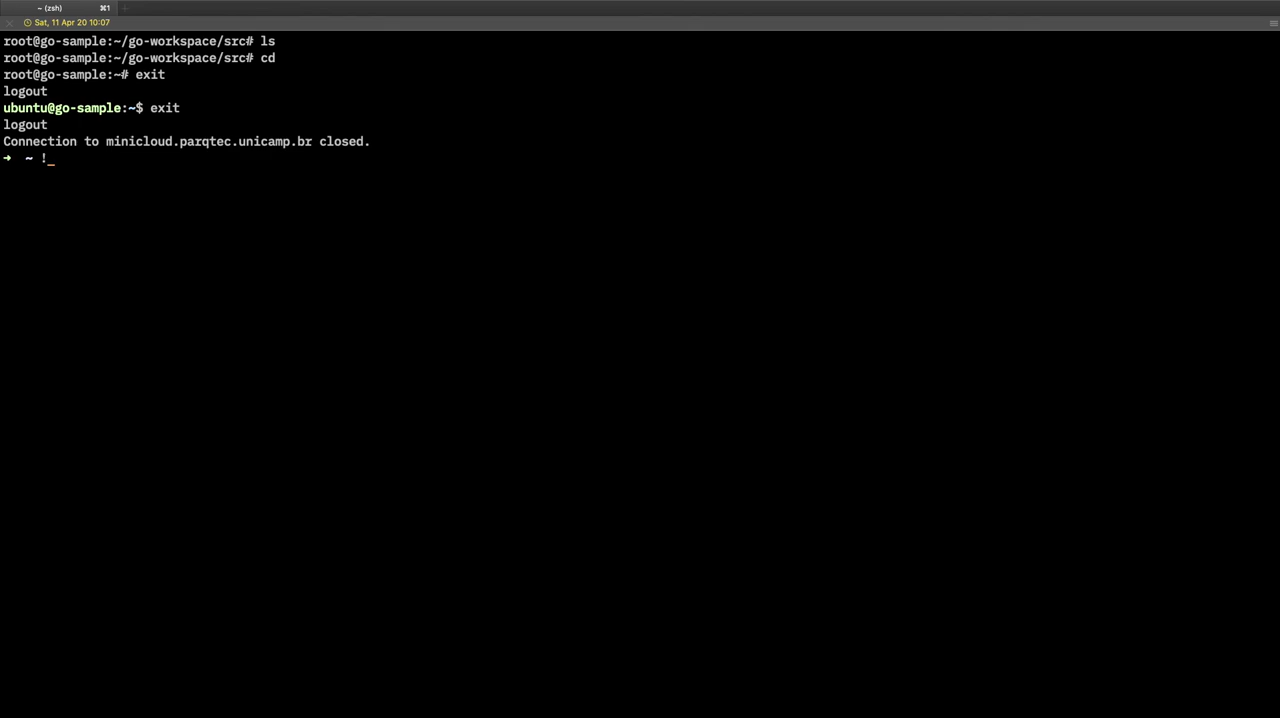 ~ (zsh) ⌘1
Sat, 11 Apr 20 10:07
root@go-sample:~/go-workspace/src# ls
root@go-sample:~/go-workspace/src# cd
root@go-sample:~# exit
logout
ubuntu@go-sample:~$ exit
logout
Connection to minicloud.parqtec.unicamp.br closed.
➜ ~ !_